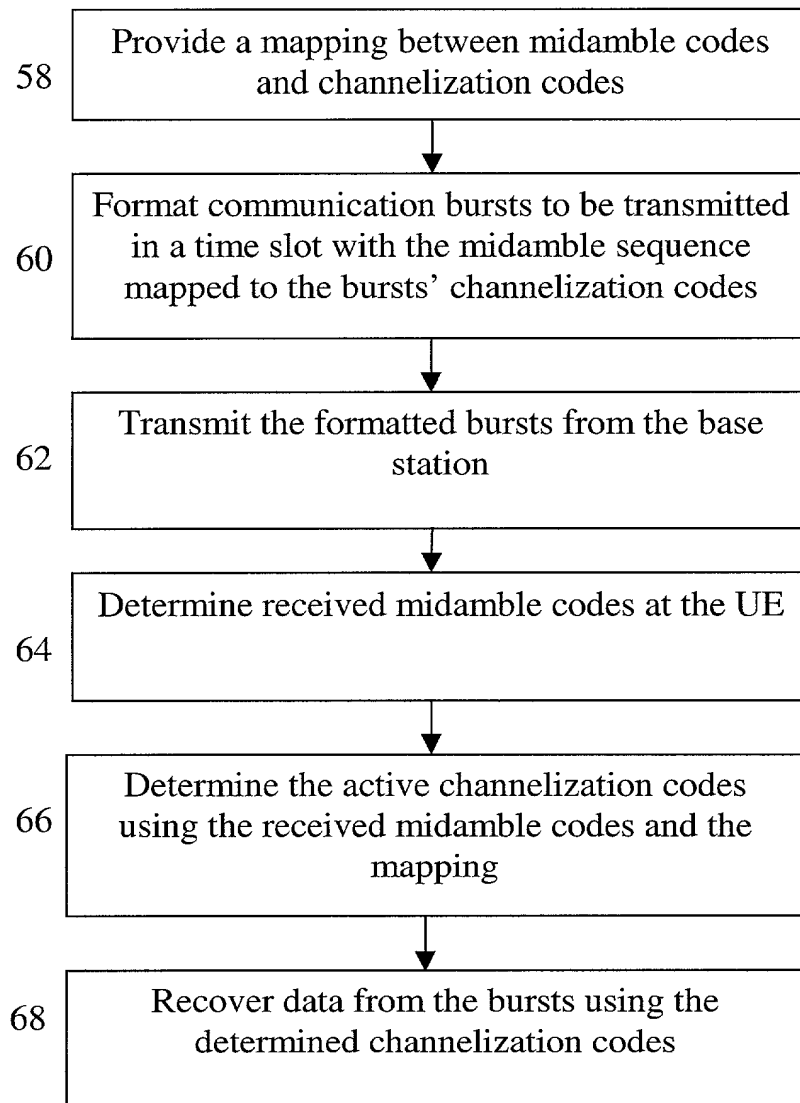 58
Provide a mapping between midamble codes
and channelization codes
60
Format communication bursts to be transmitted
in a time slot with the midamble sequence
mapped to the bursts’ channelization codes
62
Transmit the formatted bursts from the base
station
64
Determine received midamble codes at the UE
66
Determine the active channelization codes
using the received midamble codes and the
mapping
68
Recover data from the bursts using the
determined channelization codes